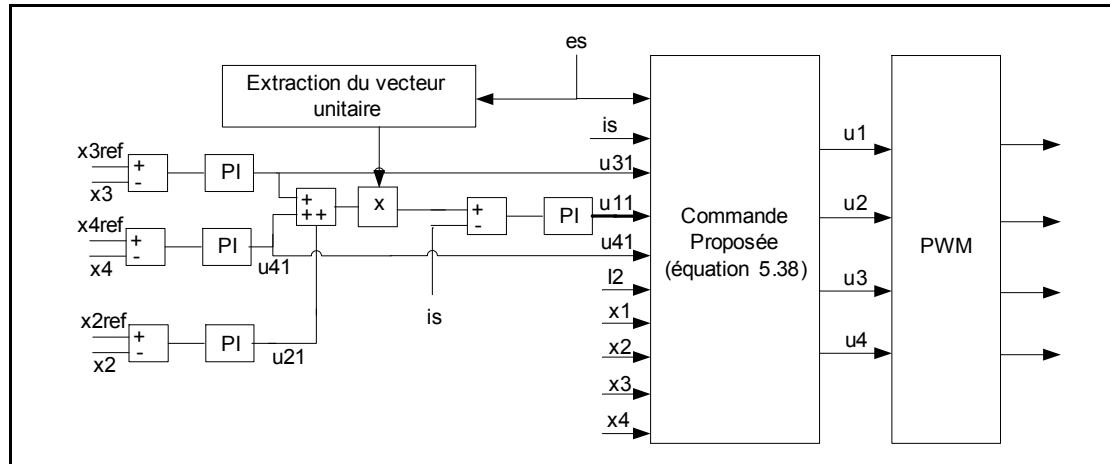 es
Extraction du vecteur
unitaire
is
x3ref
+
-
x3
PI
u31
+
++
x
+
-
PI
u11
x4ref
+
-
x4
PI
u41
u41
is
x2ref
+
-
x2
PI
u21
I2
x1
x2
x3
x4
Commande
Proposée
(équation 5.38)
u1
u2
u3
u4
PWM